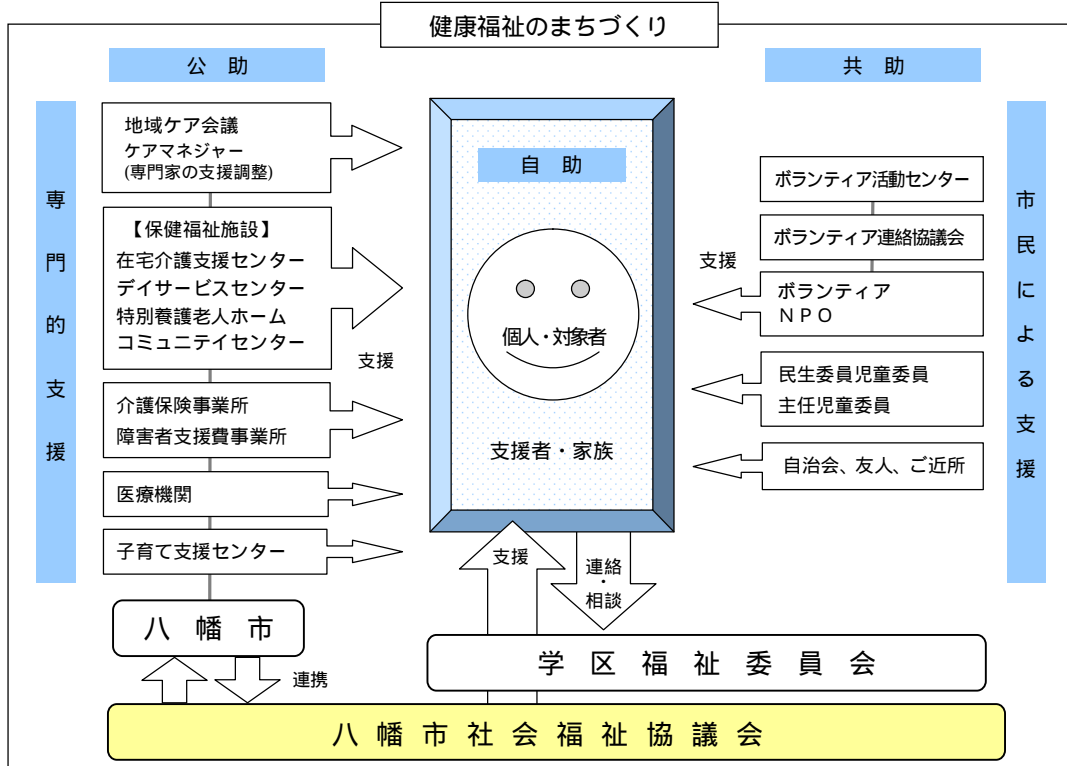 健康福祉のまちづくり
公助
共助
専門的支援
地域ケア会議
ケアマネジャー
(専門家の支援調整)
【保健福祉施設】
在宅介護支援センター
デイサービスセンター
特別養護老人ホーム
コミュニテイセンター
介護保険事業所
障害者支援費事業所
医療機関
子育て支援センター
支援
自助
個人・対象者
支援者・家族
支援
ボランティア活動センター
ボランティア連絡協議会
ボランティア
ＮＰＯ
民生委員児童委員
主任児童委員
自治会、友人、ご近所
市民による支援
支援
連絡
・
相談
八幡市
連携
学区福祉委員会
八幡市社会福祉協議会